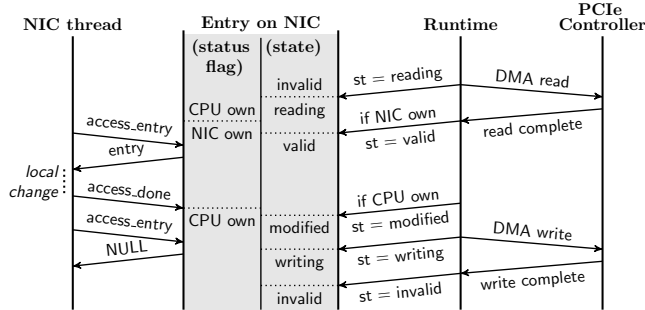 NIC thread
Entry on NIC
Runtime
PCIe
Controller
(status
flag)
(state)
invalid
st = reading
DMA read
CPU own
reading
access_entry
NIC own
if NIC own
read complete
valid
st = valid
entry
local
change
access_done
if CPU own
CPU own
access_entry
modified
st = modified
DMA write
NULL
writing
st = writing
write complete
invalid
st = invalid